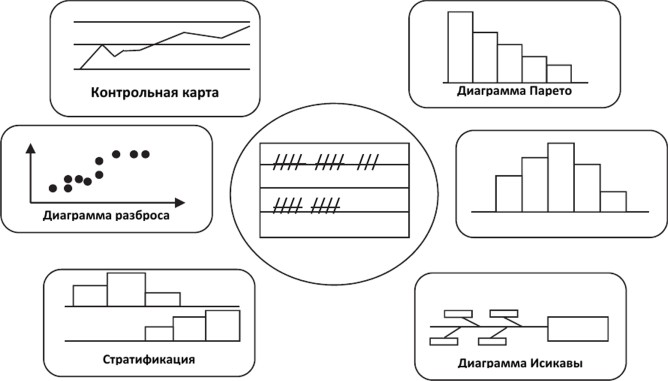 Контрольная карта
Диаграмма Парето
Диаграмма разброса
Стратификация
Диаграмма Исикавы